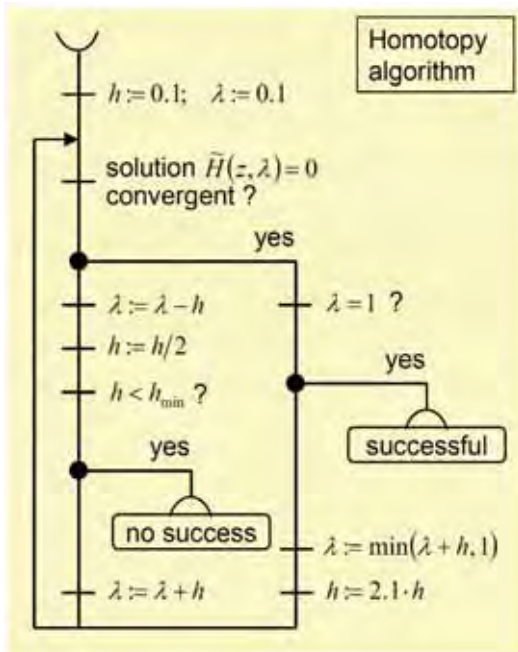 Homotopy
algorithm
h := 0.1; λ := 0.1
solution H̃(z, λ) = 0
convergent ?
yes
λ := λ − h
h := h/2
h < h_min ?
yes
no success
λ := λ + h
λ = 1 ?
yes
successful
λ := min(λ + h, 1)
h := 2.1 · h